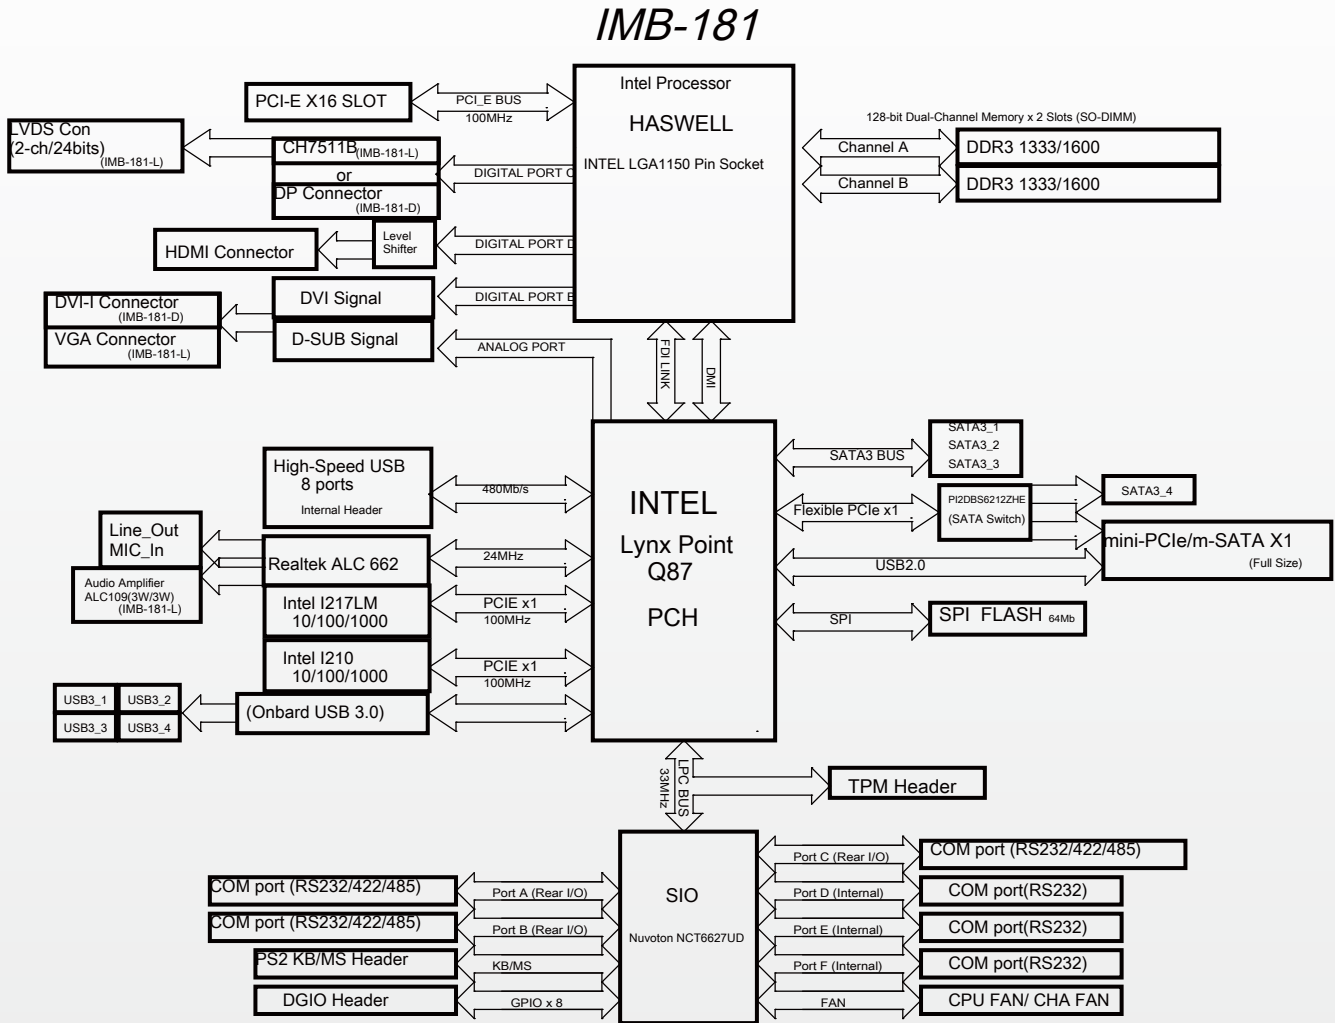 IMB-181
Intel Processor
HASWELL
INTEL LGA1150 Pin Socket
PCI-E X16 SLOT
PCI_E BUS
100MHz
LVDS Con
(2-ch/24bits)
(IMB-181-L)
CH7511B
(IMB-181-L)
or
DP Connector
(IMB-181-D)
DIGITAL PORT C
128-bit Dual-Channel Memory x 2 Slots (SO-DIMM)
Channel A
DDR3 1333/1600
Channel B
DDR3 1333/1600
HDMI Connector
Level
Shifter
DIGITAL PORT D
DVI-I Connector
(IMB-181-D)
VGA Connector
(IMB-181-L)
DVI Signal
DIGITAL PORT B
D-SUB Signal
ANALOG PORT
FDI LINK
DMI
INTEL
Lynx Point
Q87
PCH
High-Speed USB
8 ports
Internal Header
480Mb/s
Line_Out
MIC_In
Audio Amplifier
ALC109(3W/3W)
(IMB-181-L)
Realtek ALC 662
24MHz
Intel I217LM
10/100/1000
PCIE x1
100MHz
Intel I210
10/100/1000
PCIE x1
100MHz
USB3_1
USB3_2
USB3_3
USB3_4
(Onbard USB 3.0)
SATA3 BUS
SATA3_1
SATA3_2
SATA3_3
Flexible PCIe x1
PI2DBS6212ZHE
(SATA Switch)
SATA3_4
mini-PCIe/m-SATA X1
(Full Size)
USB2.0
SPI
SPI FLASH 64Mb
LPC BUS
33MHz
TPM Header
SIO
Nuvoton NCT6627UD
COM port (RS232/422/485)
Port A (Rear I/O)
COM port (RS232/422/485)
Port B (Rear I/O)
PS2 KB/MS Header
KB/MS
DGIO Header
GPIO x 8
Port C (Rear I/O)
COM port (RS232/422/485)
Port D (Internal)
COM port(RS232)
Port E (Internal)
COM port(RS232)
Port F (Internal)
COM port(RS232)
FAN
CPU FAN/ CHA FAN